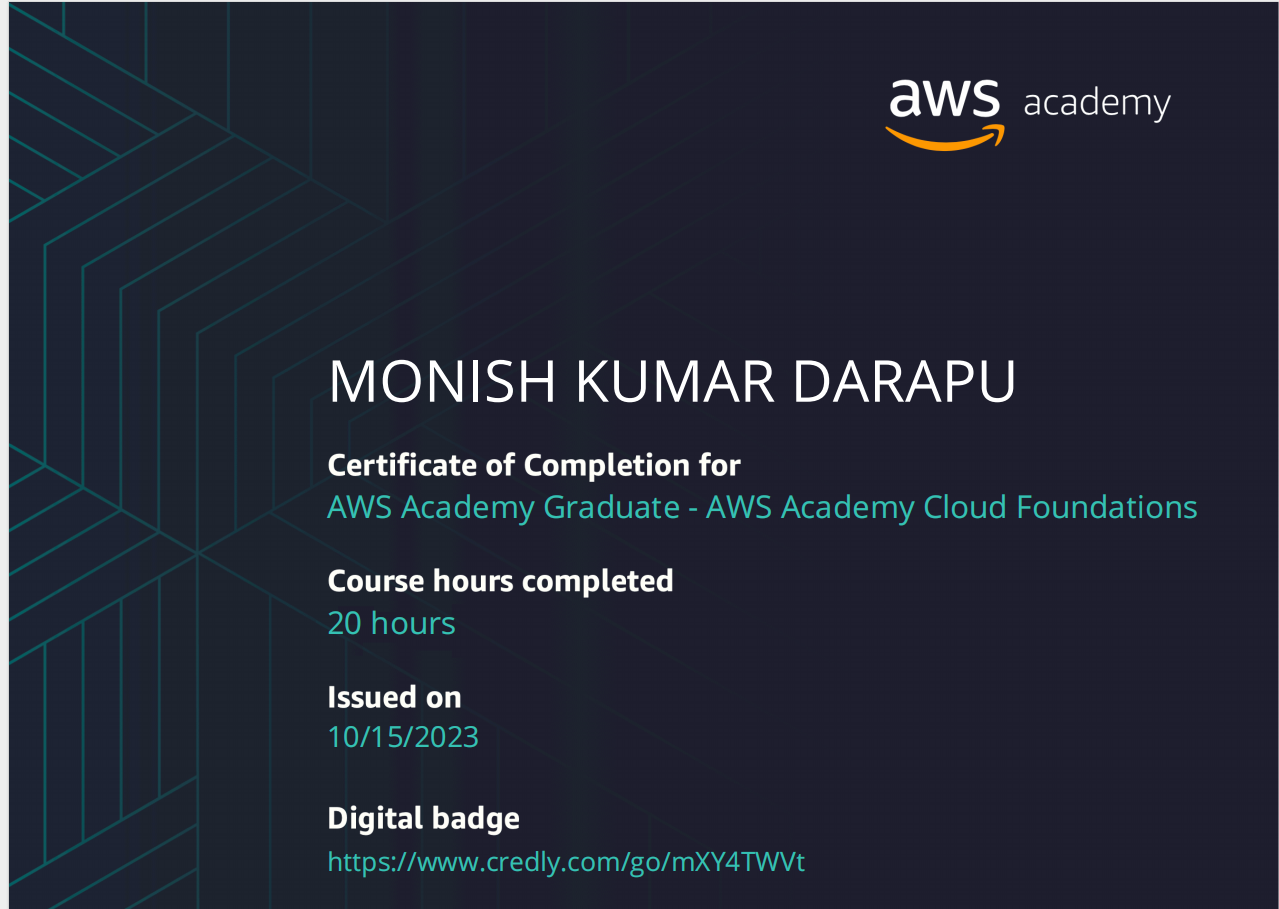 aws academy
MONISH KUMAR DARAPU
Certificate of Completion for
AWS Academy Graduate - AWS Academy Cloud Foundations
Course hours completed
20 hours
Issued on
10/15/2023
Digital badge
https://www.credly.com/go/mXY4TWVt